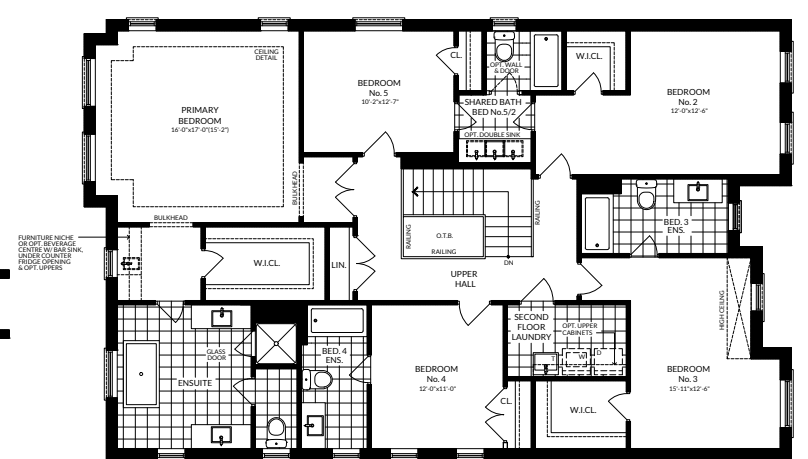 CEILING
DETAIL
PRIMARY
BEDROOM
16'-0"x17'-0"(15'-2")
BULKHEAD
BULKHEAD
BEDROOM
No. 5
10'-2"x12'-7"
CL.
OPT. WALL
& DOOR
SHARED BATH
BED No.5/2
OPT. DOUBLE SINK
W.I.CL.
BEDROOM
No. 2
12'-0"x12'-6"
FURNITURE NICHE
OR OPT. BEVERAGE
CENTRE W/ BAR SINK,
UNDER COUNTER
FRIDGE OPENING
& OPT. UPPERS
W.I.CL.
LIN.
RAILING
O.T.B.
RAILING
RAILING
DN
UPPER
HALL
BED. 3
ENS.
HIGH CEILING
GLASS
DOOR
ENSUITE
BED. 4
ENS.
BEDROOM
No. 4
12'-0"x11'-0"
SECOND
FLOOR
LAUNDRY
OPT. UPPER
CABINETS
T
W
D
CL.
W.I.CL.
BEDROOM
No. 3
15'-11"x12'-6"